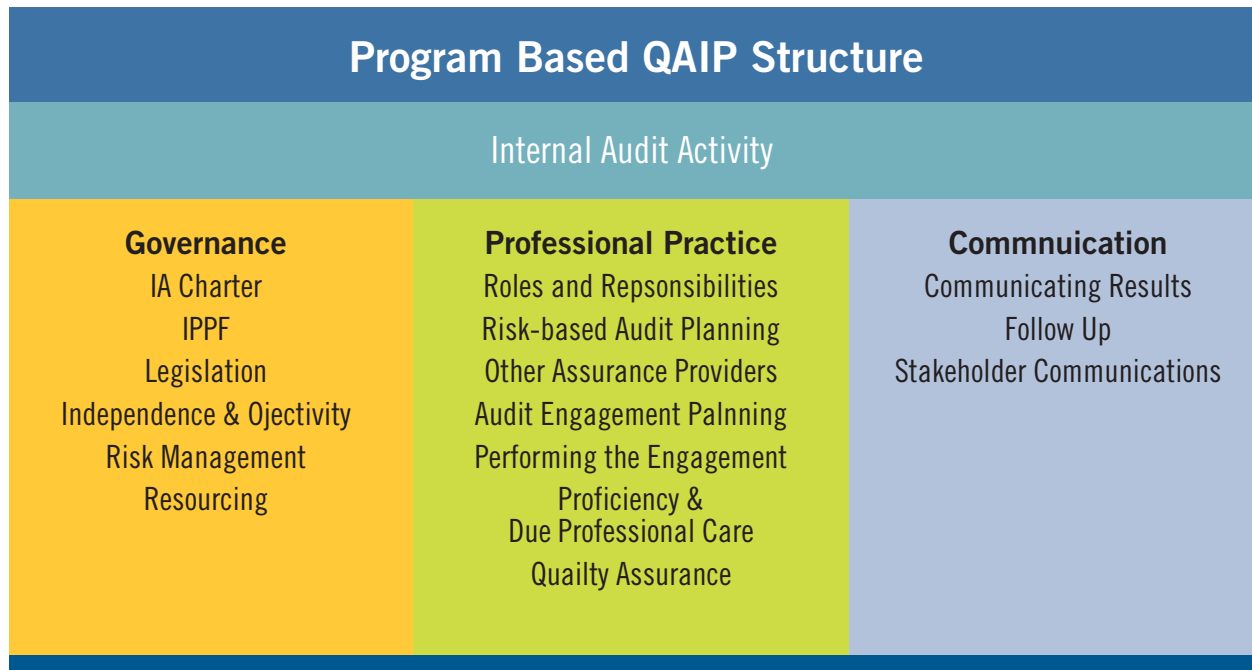 Program Based QAIP Structure
Internal Audit Activity
Governance
IA Charter
IPPF
Legislation
Independence & Ojectivity
Risk Management
Resourcing
Professional Practice
Roles and Repsonsibilities
Risk-based Audit Planning
Other Assurance Providers
Audit Engagement Palnning
Performing the Engagement
Proficiency &
Due Professional Care
Quailty Assurance
Commnuication
Communicating Results
Follow Up
Stakeholder Communications